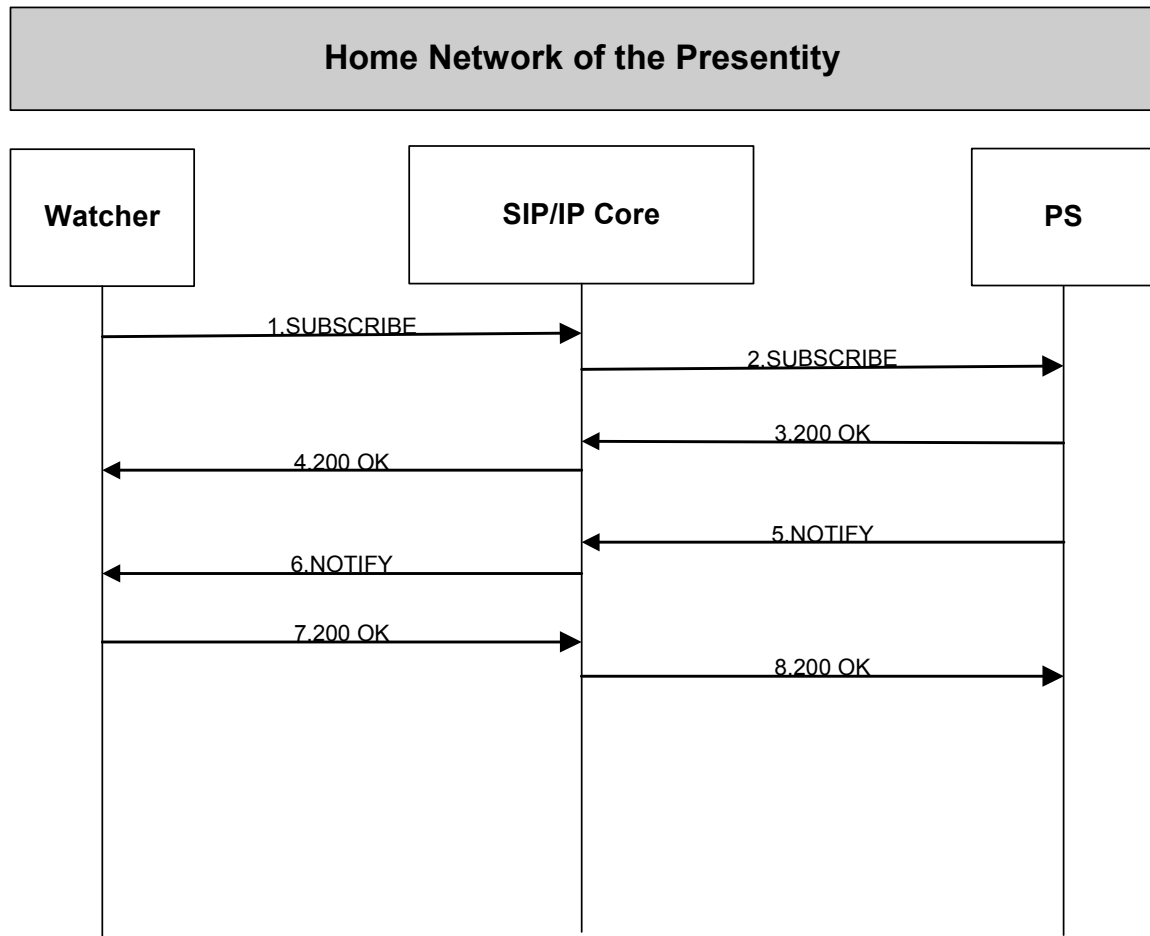 Home Network of the Presentity
Watcher
SIP/IP Core
PS
1.SUBSCRIBE
2.SUBSCRIBE
3.200 OK
4.200 OK
5.NOTIFY
6.NOTIFY
7.200 OK
8.200 OK